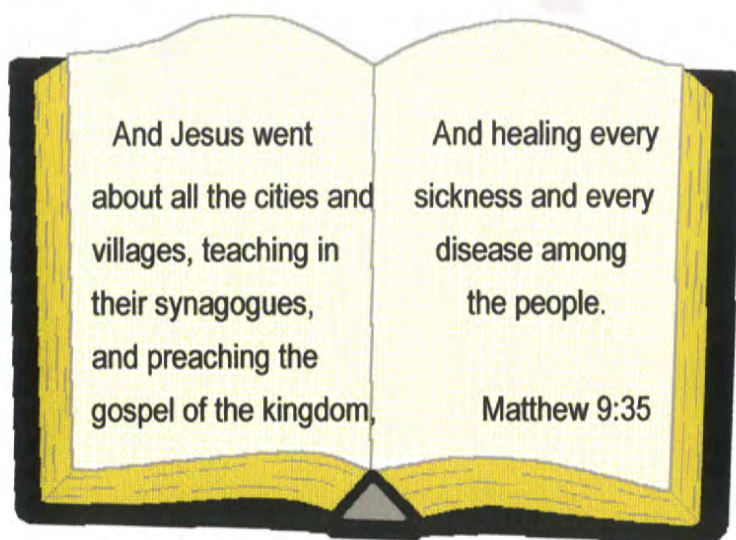 And Jesus went
about all the cities and
villages, teaching in
their synagogues,
and preaching the
gospel of the kingdom,
And healing every
sickness and every
disease among
the people.
Matthew 9:35